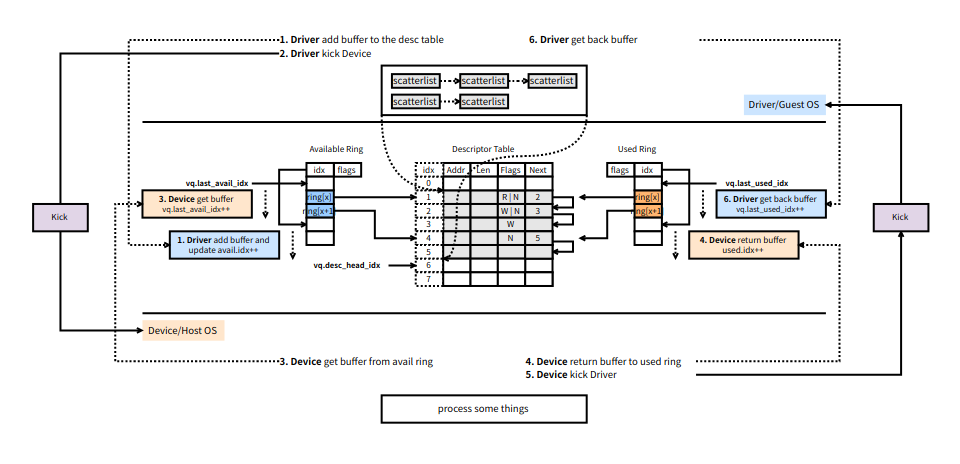 1. Driver add buffer to the desc table
6. Driver get back buffer
2. Driver kick Device
scatterlist scatterlist scatterlist
scatterlist scatterlist
Driver/Guest OS
Available Ring
Descriptor Table
Used Ring
idx flags
idx Addr Len Flags Next
flags idx
0
vq.last_avail_idx
vq.last_used_idx
3. Device get buffer
vq.last_avail_idx++
ring[x]
ring[x+1
1 R|N 2
2 W|N 3
3 W
4 N 5
5
6
7
ring[x]
ring[x+1
6. Driver get back buffer
vq.last_used_idx++
Kick
Kick
1. Driver add buffer and
update avail.idx++
4. Device return buffer
used.idx++
vq.desc_head_idx
Device/Host OS
3. Device get buffer from avail ring
4. Device return buffer to used ring
5. Device kick Driver
process some things